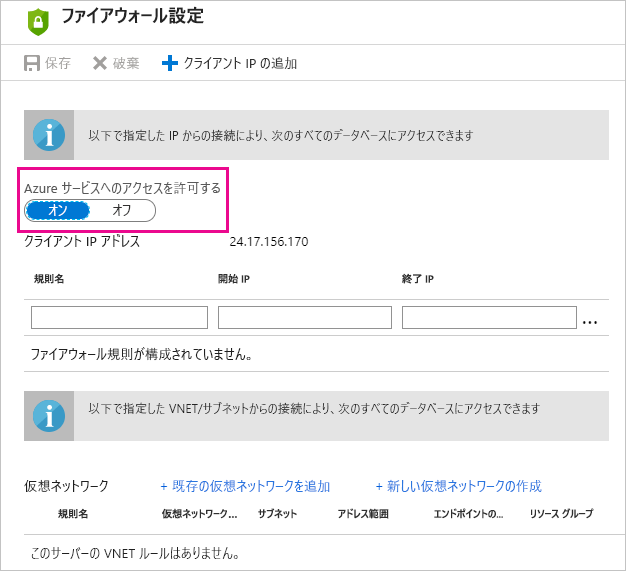 ファイアウォール設定
保存 破棄 クライアント IP の追加
以下で指定した IP からの接続により、次のすべてのデータベースにアクセスできます
Azure サービスへのアクセスを許可する
オン オフ
クライアント IP アドレス 24.17.156.170
規則名 開始 IP 終了 IP
...
ファイアウォール規則が構成されていません。
以下で指定した VNET/サブネットからの接続により、次のすべてのデータベースにアクセスできます
仮想ネットワーク + 既存の仮想ネットワークを追加 + 新しい仮想ネットワークの作成
規則名 仮想ネットワーク... サブネット アドレス範囲 エンドポイントの... リソース グループ
このサーバーの VNET ルールはありません。